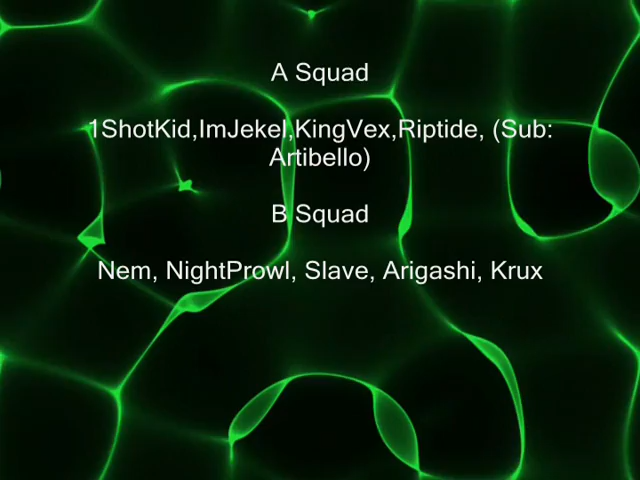 A Squad
1ShotKid,ImJekel,KingVex,Riptide, (Sub:
Artibello)
B Squad
Nem, NightProwl, Slave, Arigashi, Krux